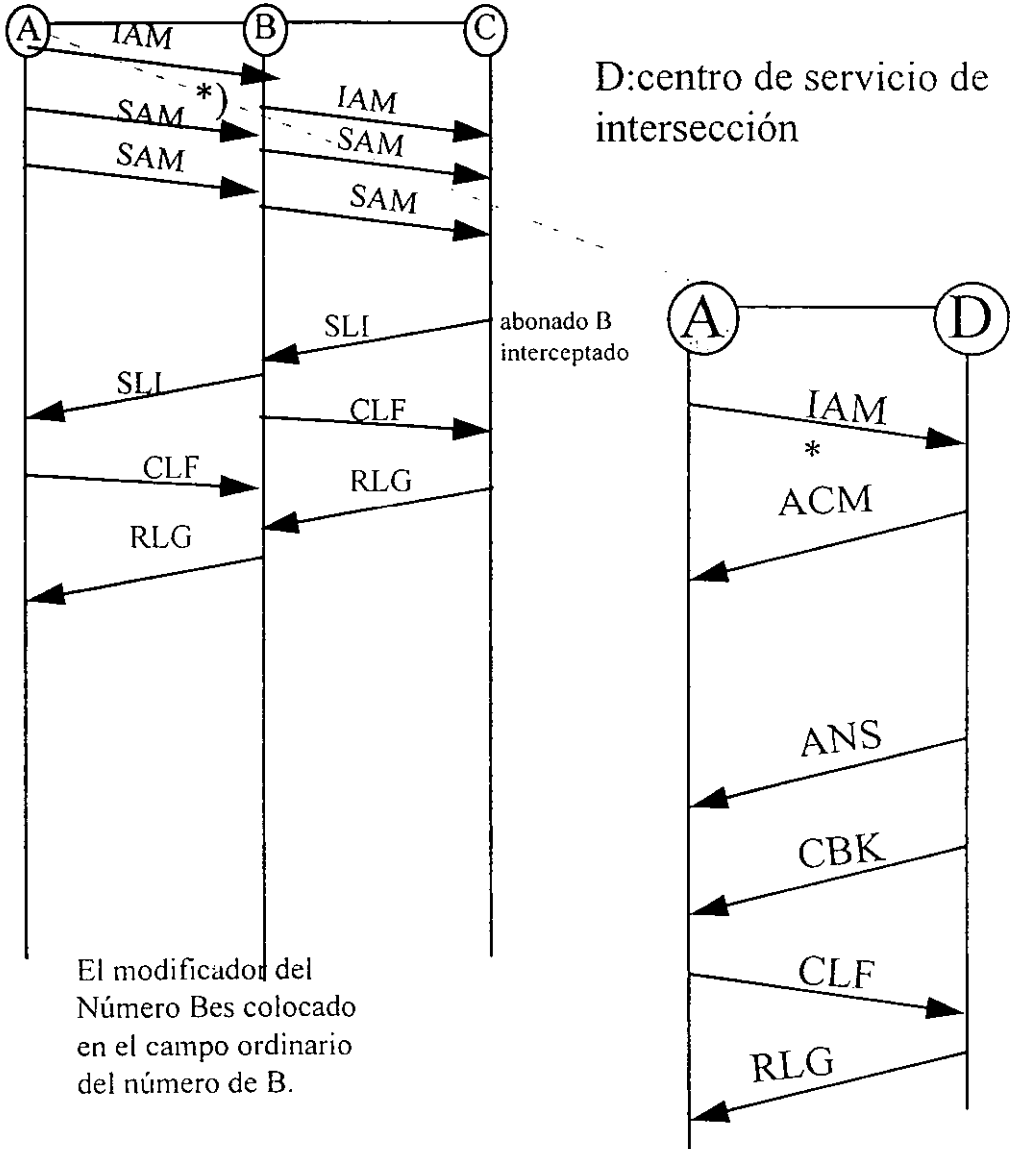 A
B
C
IAM
*)
IAM
SAM
SAM
SAM
SAM
D:centro de servicio de
intersección
SLI
abonado B
interceptado
SLI
CLF
CLF
RLG
RLG
A
D
IAM
*
ACM
ANS
CBK
CLF
RLG
El modificador del
Número Bes colocado
en el campo ordinario
del número de B.